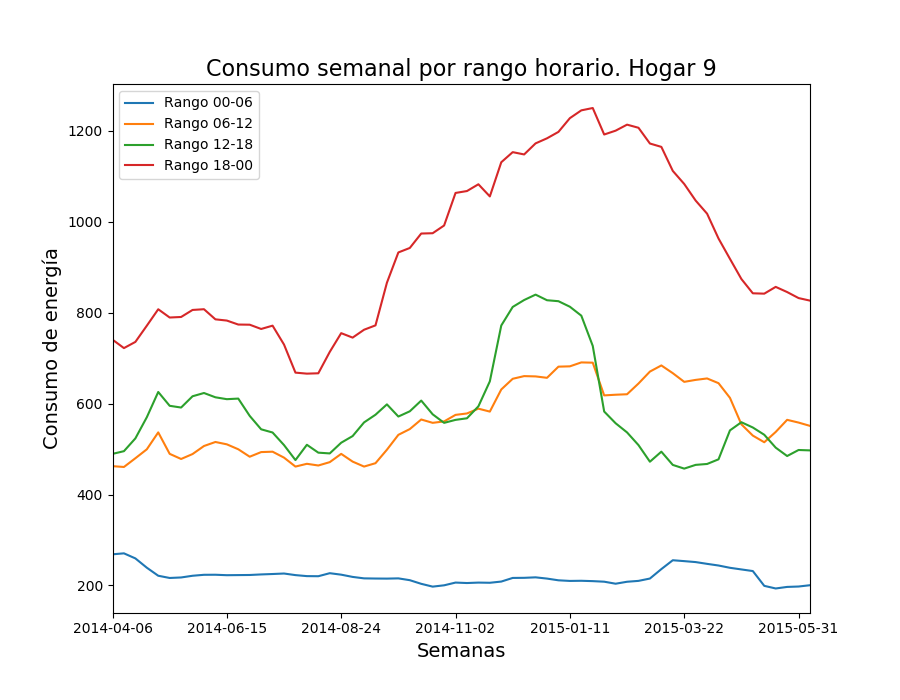 Consumo semanal por rango horario. Hogar 9
Rango 00-06
Rango 06-12
Rango 12-18
Rango 18-00
1200
1000
800
600
400
200
Consumo de energía
2014-04-06
2014-06-15
2014-08-24
2014-11-02
2015-01-11
2015-03-22
2015-05-31
Semanas